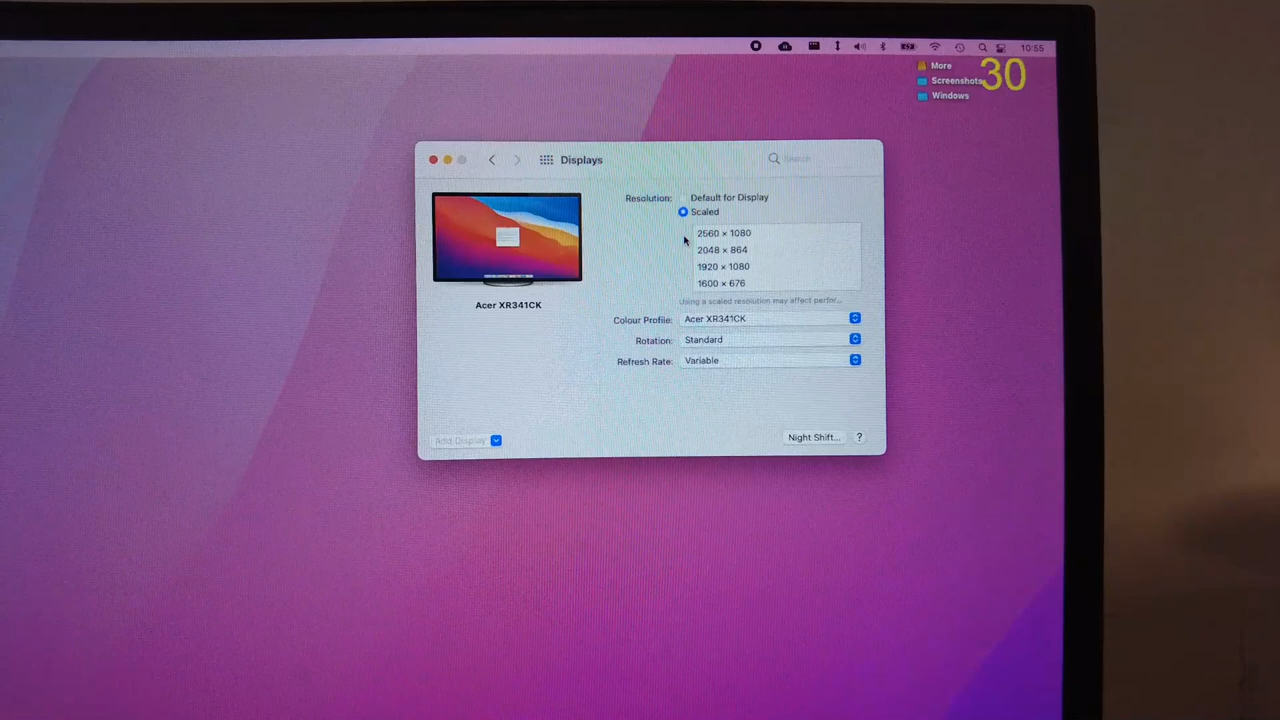 10:55
More
30
Screenshots
Windows
Displays
Search
Resolution:
Default for Display
Scaled
2560 × 1080
2048 × 864
1920 × 1080
1600 × 676
Using a scaled resolution may affect perfor...
Acer XR341CK
Colour Profile:
Acer XR341CK
Rotation:
Standard
Refresh Rate:
Variable
Add Display
Night Shift...
?